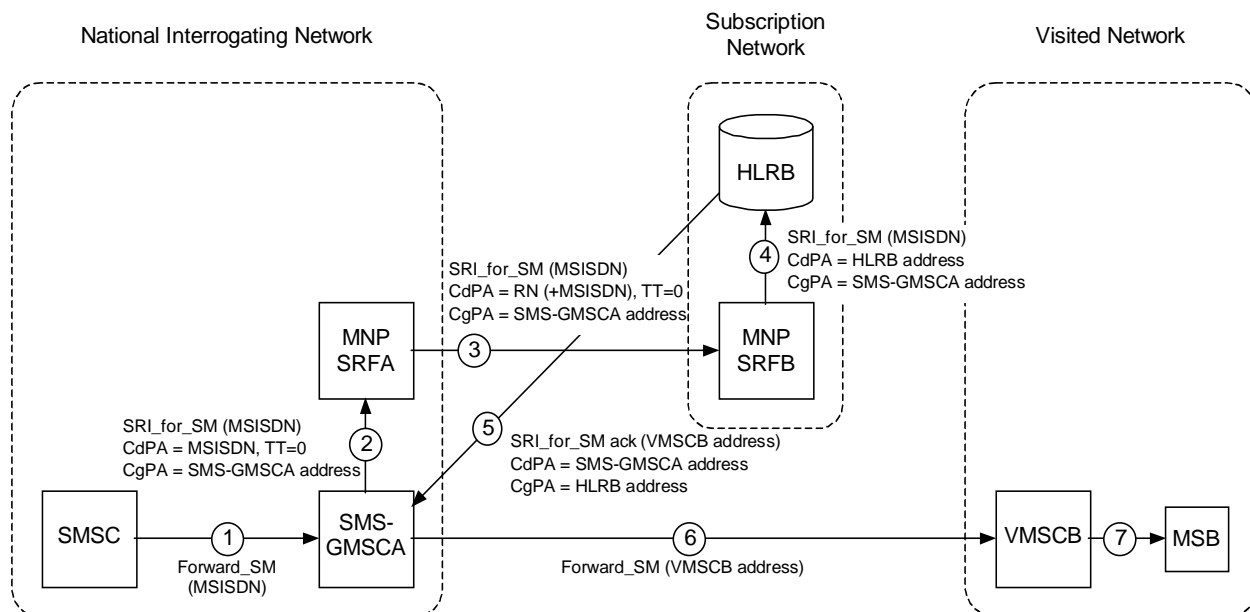 National Interrogating Network
Subscription
Network
Visited Network
HLRB
4
SRI_for_SM (MSISDN)
CdPA = HLRB address
CgPA = SMS-GMSCA address
SRI_for_SM (MSISDN)
CdPA = RN (+MSISDN), TT=0
CgPA = SMS-GMSCA address
MNP
SRFA
3
MNP
SRFB
SRI_for_SM (MSISDN)
CdPA = MSISDN, TT=0
CgPA = SMS-GMSCA address
2
5
SRI_for_SM ack (VMSCB address)
CdPA = SMS-GMSCA address
CgPA = HLRB address
SMSC
1
Forward_SM
(MSISDN)
SMS-
GMSCA
6
Forward_SM (VMSCB address)
VMSCB
7
MSB